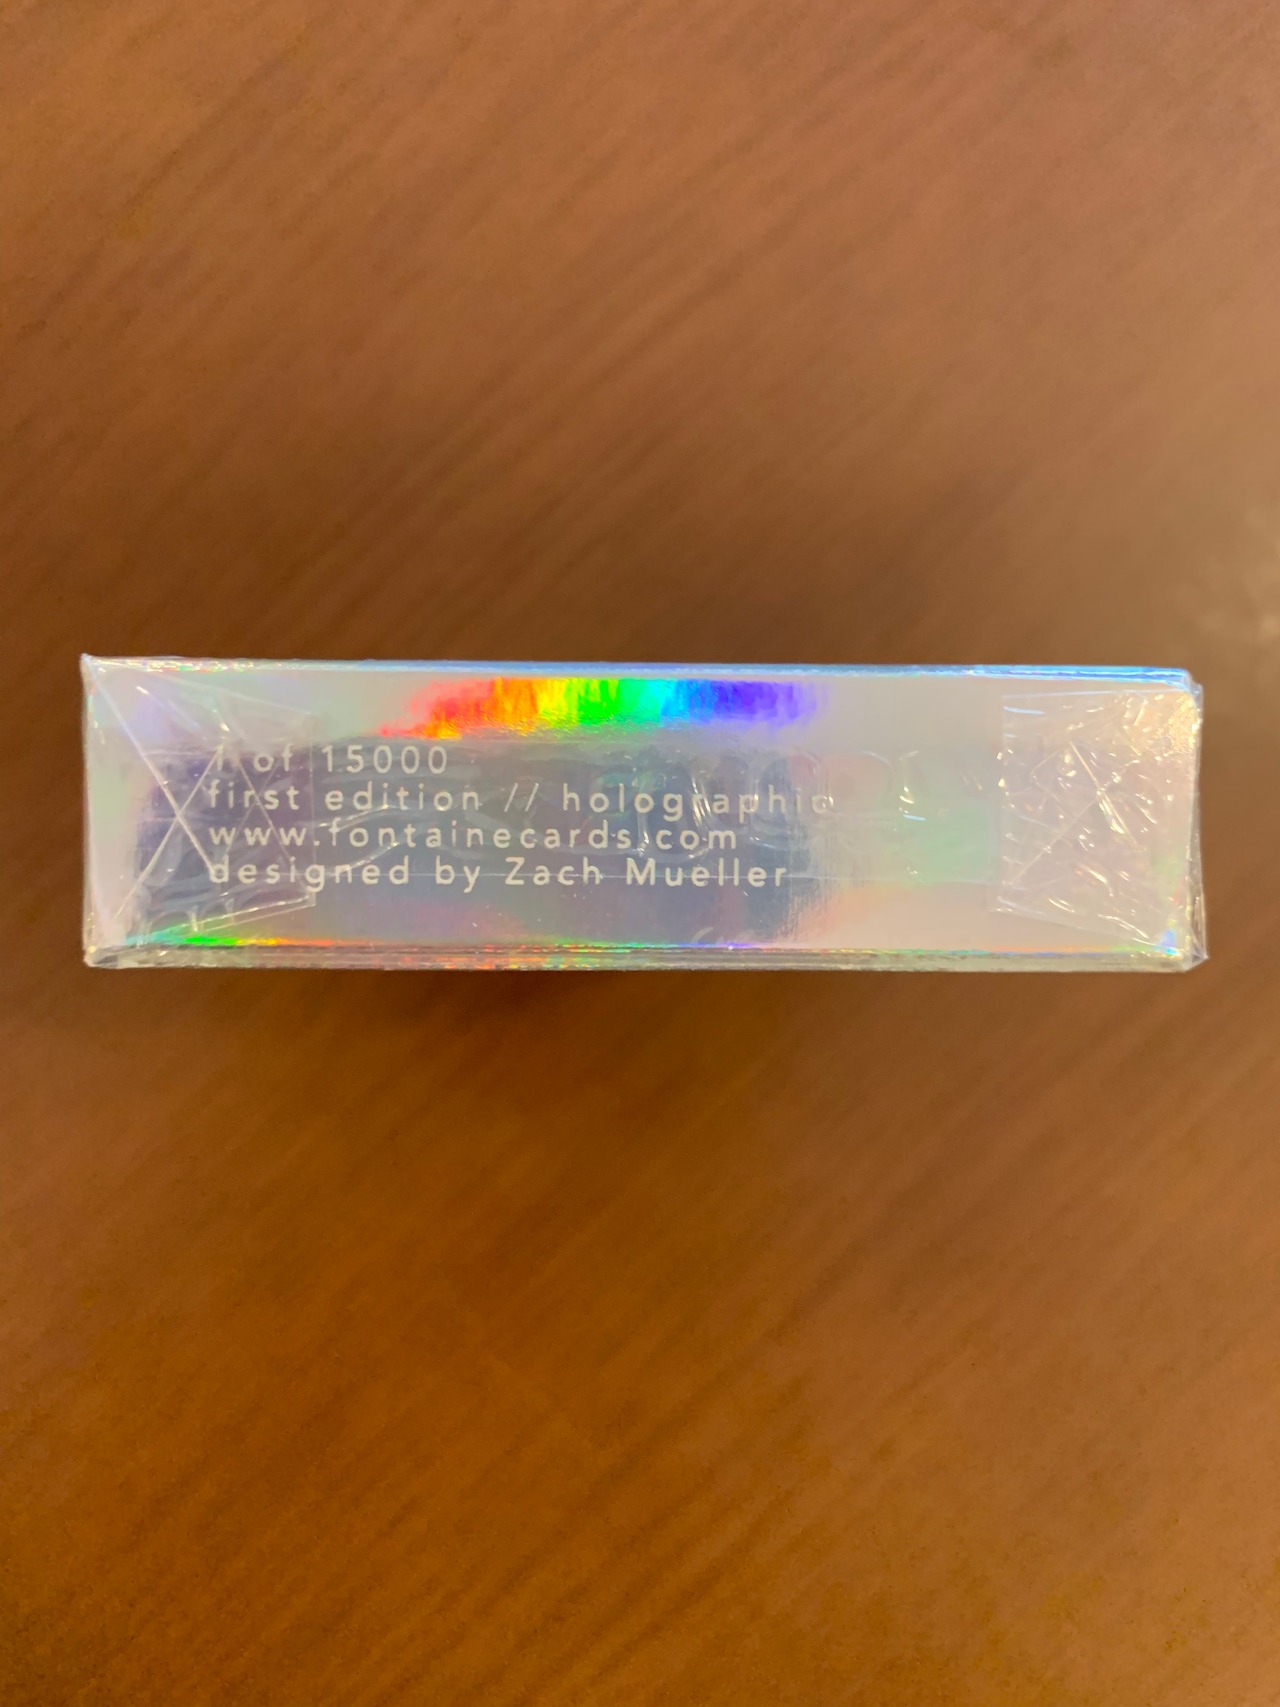 1 of 15000
first edition // holographic
www.fontainecards.com
designed by Zach Mueller